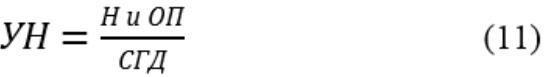 УН = Н и ОП / СГД (11)